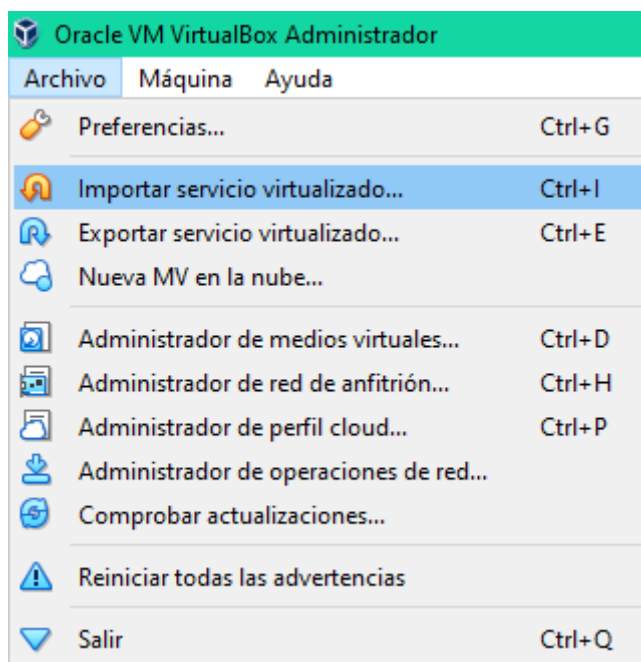 Oracle VM VirtualBox Administrador
Archivo Máquina Ayuda
Preferencias... Ctrl+G
Importar servicio virtualizado... Ctrl+I
Exportar servicio virtualizado... Ctrl+E
Nueva MV en la nube...
Administrador de medios virtuales... Ctrl+D
Administrador de red de anfitrión... Ctrl+H
Administrador de perfil cloud... Ctrl+P
Administrador de operaciones de red...
Comprobar actualizaciones...
Reiniciar todas las advertencias
Salir Ctrl+Q